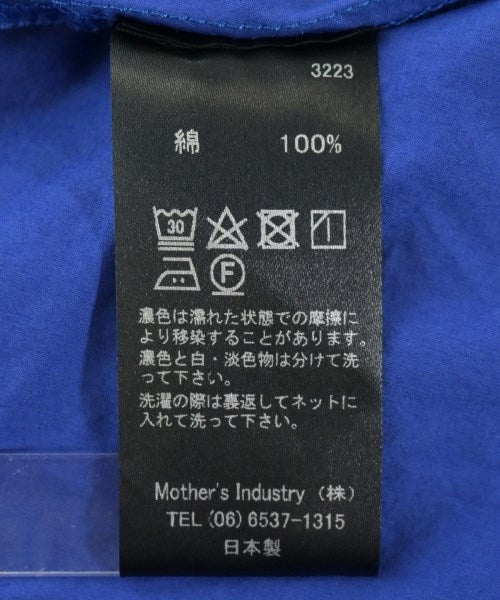 3223
綿 100%
30
F
濃色は濡れた状態での摩擦に
より移染することがあります。
濃色と白・淡色物は分けて洗
って下さい。
洗濯の際は裏返してネットに
入れて洗って下さい。
Mother's Industry（株）
TEL (06) 6537-1315
日本製